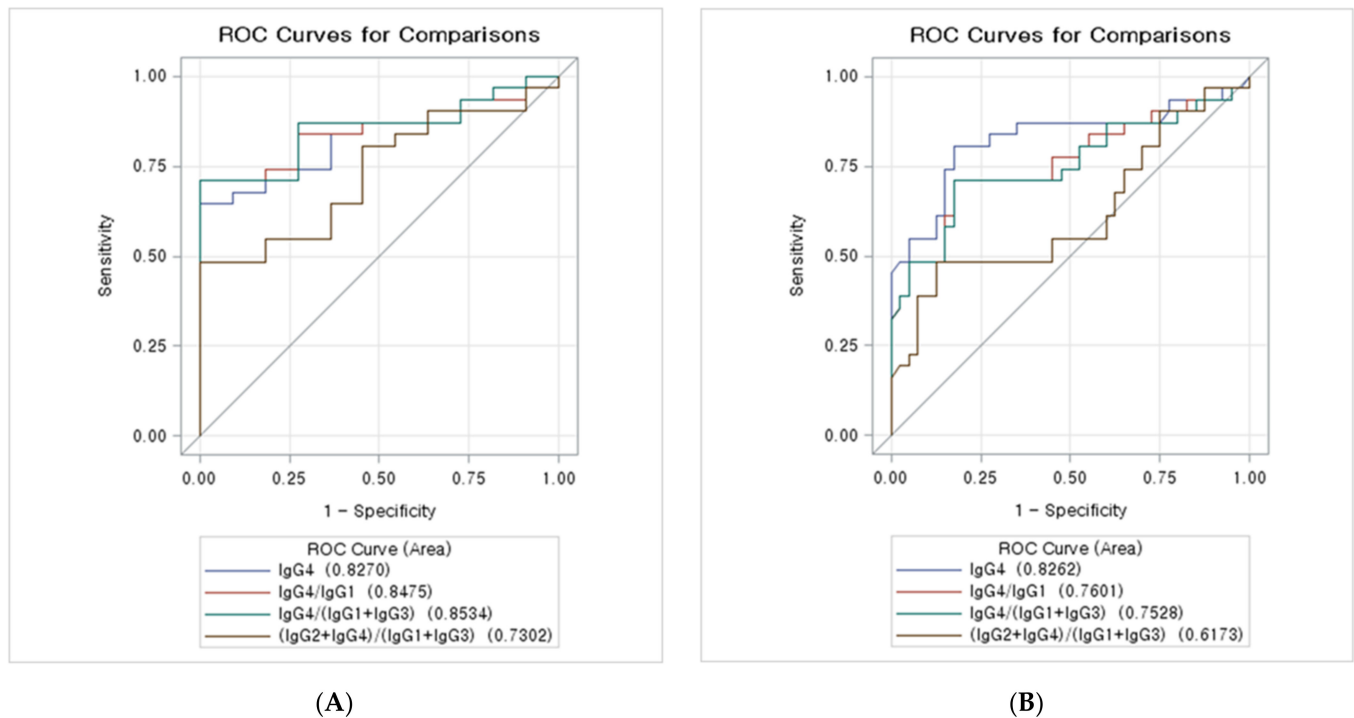 ROC Curves for Comparisons
1.00
0.75
0.50
0.25
0.00
Sensitivity
0.00 0.25 0.50 0.75 1.00
1 − Specificity
ROC Curve (Area)
IgG4 (0.8270)
IgG4/IgG1 (0.8475)
IgG4/(IgG1+IgG3) (0.8534)
(IgG2+IgG4)/(IgG1+IgG3) (0.7302)
(A)
ROC Curves for Comparisons
1.00
0.75
0.50
0.25
0.00
Sensitivity
0.00 0.25 0.50 0.75 1.00
1 − Specificity
ROC Curve (Area)
IgG4 (0.8262)
IgG4/IgG1 (0.7601)
IgG4/(IgG1+IgG3) (0.7528)
(IgG2+IgG4)/(IgG1+IgG3) (0.6173)
(B)